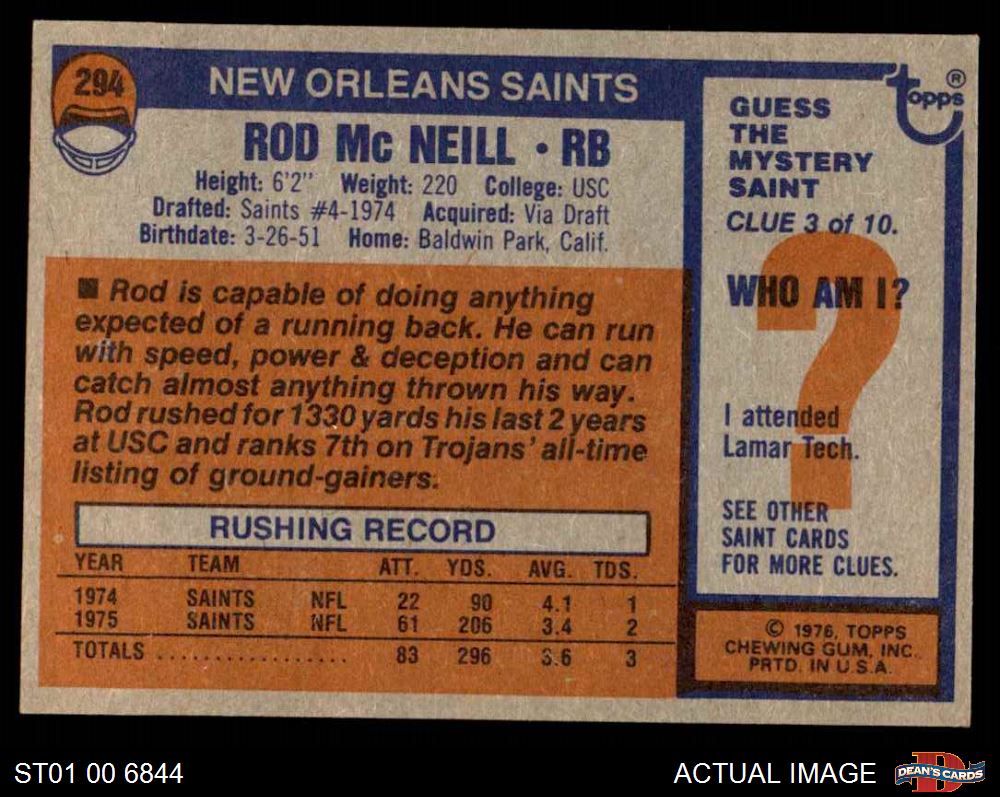 294
NEW ORLEANS SAINTS
ROD Mc NEILL • RB
Height: 6'2" Weight: 220 College: USC
Drafted: Saints #4-1974 Acquired: Via Draft
Birthdate: 3-26-51 Home: Baldwin Park, Calif.
■ Rod is capable of doing anything
expected of a running back. He can run
with speed, power & deception and can
catch almost anything thrown his way.
Rod rushed for 1330 yards his last 2 years
at USC and ranks 7th on Trojans' all-time
listing of ground-gainers.
RUSHING RECORD
YEAR TEAM ATT. YDS. AVG. TDS.
1974 SAINTS NFL 22 90 4.1 1
1975 SAINTS NFL 61 206 3.4 2
TOTALS .................. 83 296 3.6 3
topps®
GUESS
THE
MYSTERY
SAINT
CLUE 3 of 10.
WHO AM I?
?
I attended
Lamar Tech.
SEE OTHER
SAINT CARDS
FOR MORE CLUES.
© 1976, TOPPS
CHEWING GUM, INC.
PRTD. IN U.S.A.
ST01 00 6844
ACTUAL IMAGE
D
DEAN'S CARDS